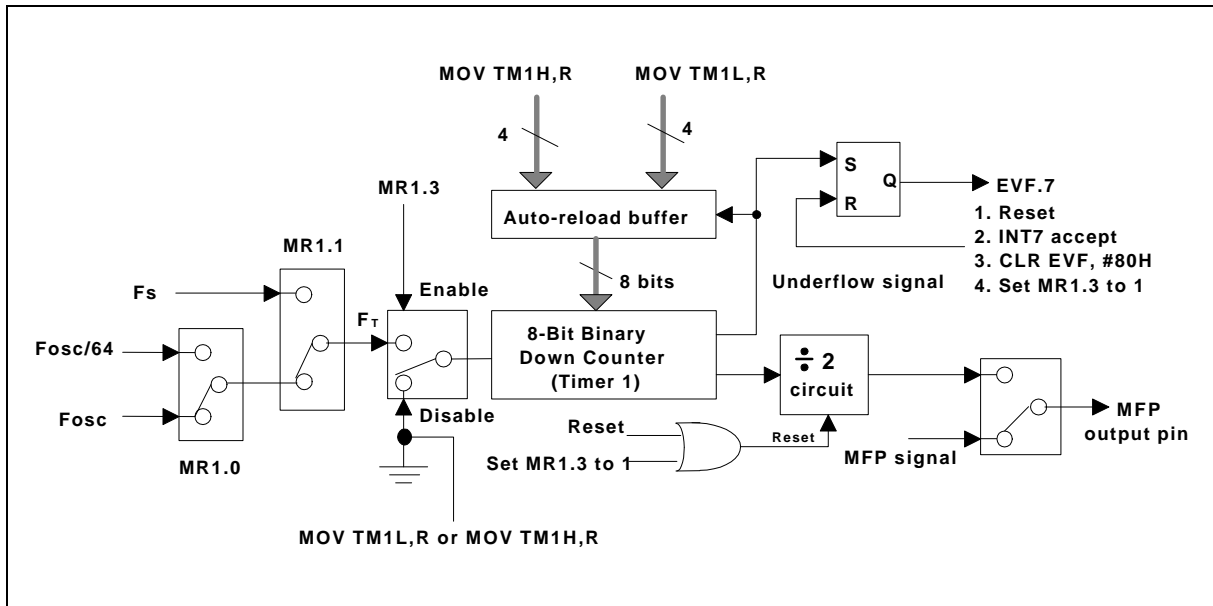 MOV TM1H,R
MOV TM1L,R
4
4
S
Q
R
EVF.7
1. Reset
2. INT7 accept
3. CLR EVF, #80H
4. Set MR1.3 to 1
MR1.3
Auto-reload buffer
MR1.1
8 bits
Underflow signal
Fs
Enable
FT
Fosc/64
8-Bit Binary
Down Counter
(Timer 1)
÷ 2
circuit
Fosc
Disable
MFP
output pin
Reset
Reset
MFP signal
MR1.0
Set MR1.3 to 1
MOV TM1L,R or MOV TM1H,R